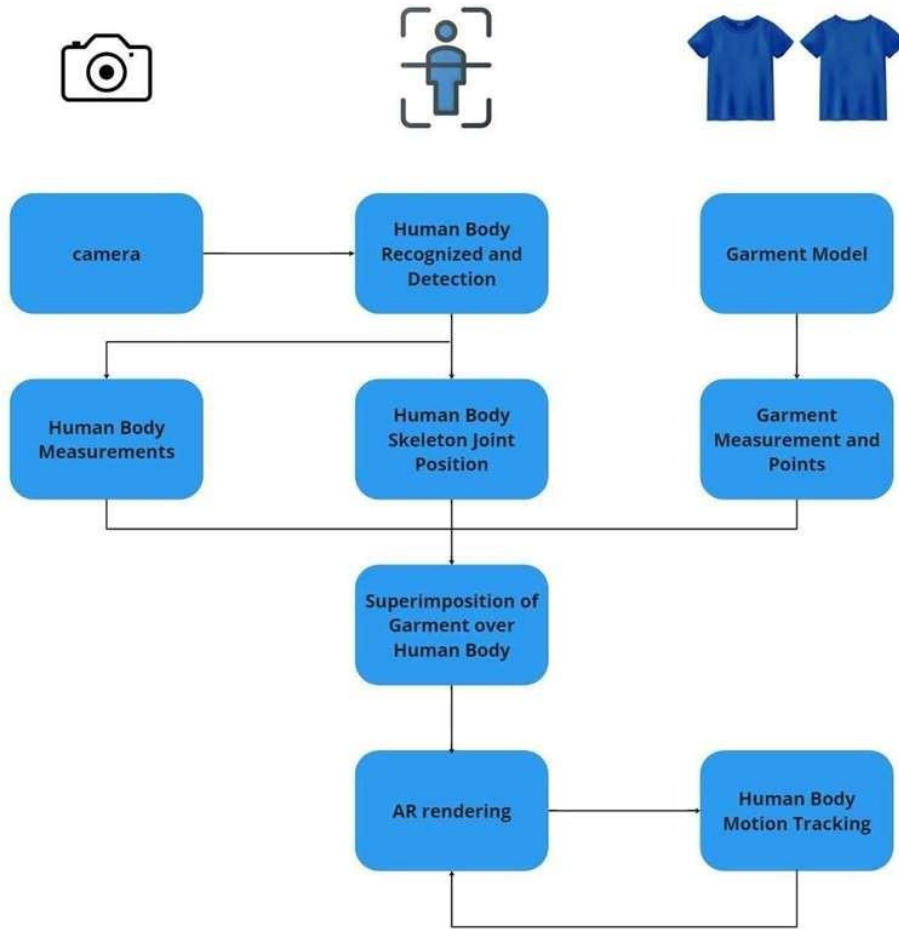 camera
Human Body
Recognized and
Detection
Garment Model
Human Body
Measurements
Human Body
Skeleton Joint
Position
Garment
Measurement and
Points
Superimposition of
Garment over
Human Body
AR rendering
Human Body
Motion Tracking